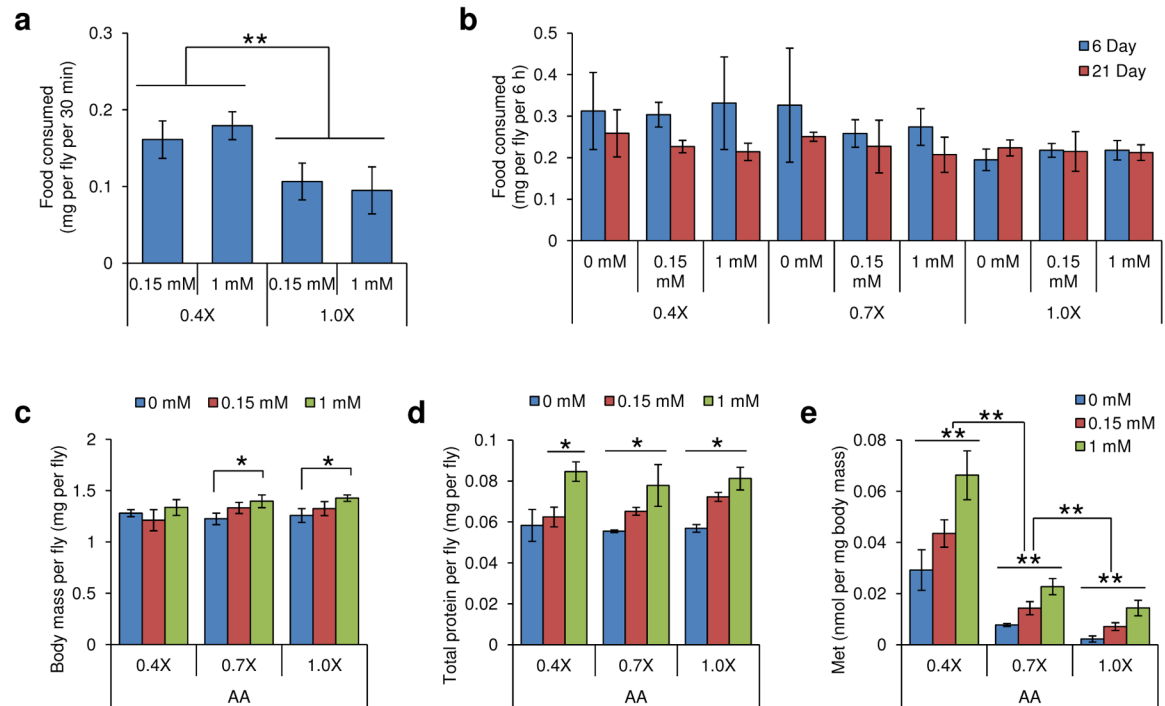 a
Food consumed
(mg per fly per 30 min)
0.3
0.2
0.1
0
**
0.15 mM 1 mM 0.15 mM 1 mM
0.4X 1.0X
b
Food consumed
(mg per fly per 6 h)
0.5
0.4
0.3
0.2
0.1
0
6 Day
21 Day
0 mM 0.15 mM 1 mM 0 mM 0.15 mM 1 mM 0 mM 0.15 mM 1 mM
0.4X 0.7X 1.0X
c
0 mM 0.15 mM 1 mM
Body mass per fly (mg per fly)
2
1.5
1
0.5
0
* *
0.4X 0.7X 1.0X
AA
d
0 mM 0.15 mM 1 mM
Total protein per fly (mg per fly)
0.1
0.08
0.06
0.04
0.02
0
* * *
0.4X 0.7X 1.0X
AA
e
0 mM
0.15 mM
1 mM
Met (nmol per mg body mass)
0.08
0.06
0.04
0.02
0
**
**
**
**
**
0.4X 0.7X 1.0X
AA